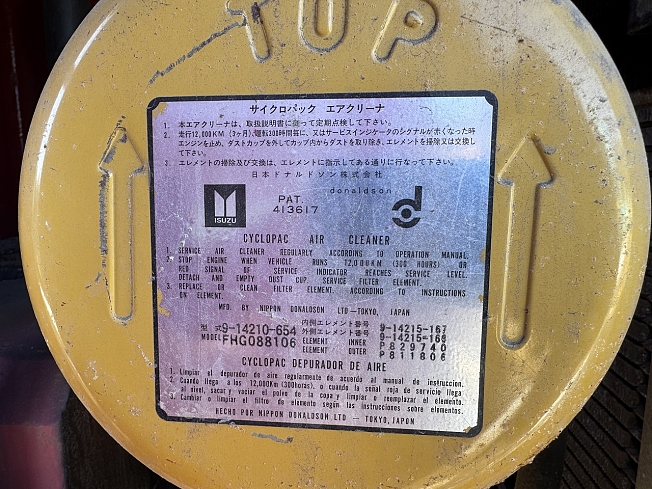 TOP
サイクロパック エアクリーナ
1. 本エアクリーナは、取扱説明書に従って定期点検して下さい。
2. 走行12,000KM(3ヶ月)運転300時間毎に、又はサービスインジケータのシグナルが赤くなった時
エンジンを止め、ダストカップを外してカップ内からダストを取り除き、エレメントを掃除又は交換し
て下さい。
3. エレメントの掃除及び交換は、エレメントに指示してある通りに行なって下さい。
日本ドナルドソン株式会社
ISUZU
PAT.
413617
donaldson
CYCLOPAC AIR CLEANER
1. SERVICE AIR CLEANER REGULARLY ACCORDING TO OPERATION MANUAL.
2. STOP ENGINE WHEN VEHICLE RUNS 12,000KM (300 HOURS) OR
RED SIGNAL OF SERVICE INDICATOR REACHES SERVICE LEVEL.
DETACH AND EMPTY DUST CUP SERVICE FILTER ELEMENT.
3. REPLACE OR CLEAN FILTER ELEMENT. ACCORDING TO INSTRUCTIONS
ON ELEMENT.
MFG. BY NIPPON DONALDSON LTD—TOKYO, JAPAN
型式 9-14210-654 内側エレメント番号 9-14215-167
外側エレメント番号 9-14215-168
MODEL FHG088106 ELEMENT INNER P829740
ELEMENT OUTER P811806
CYCLOPAC DEPURADOR DE AIRE
1. Limpiar el depurador de aire regularmente de acuerdo al manual de instruccion.
2. Cuando llega a los 12,000Km (300horas). o cuando la señal roja de servicio llega
al nivel, sacar y vaciar el polvo de la capa y limpiar o reemplazar el elemento.
3. Cambiar o limpiar el filtro de elemento según las instrucciones sobre elementos.
HECHO POR NIPPON DONALDSON LTD — TOKYO, JAPON